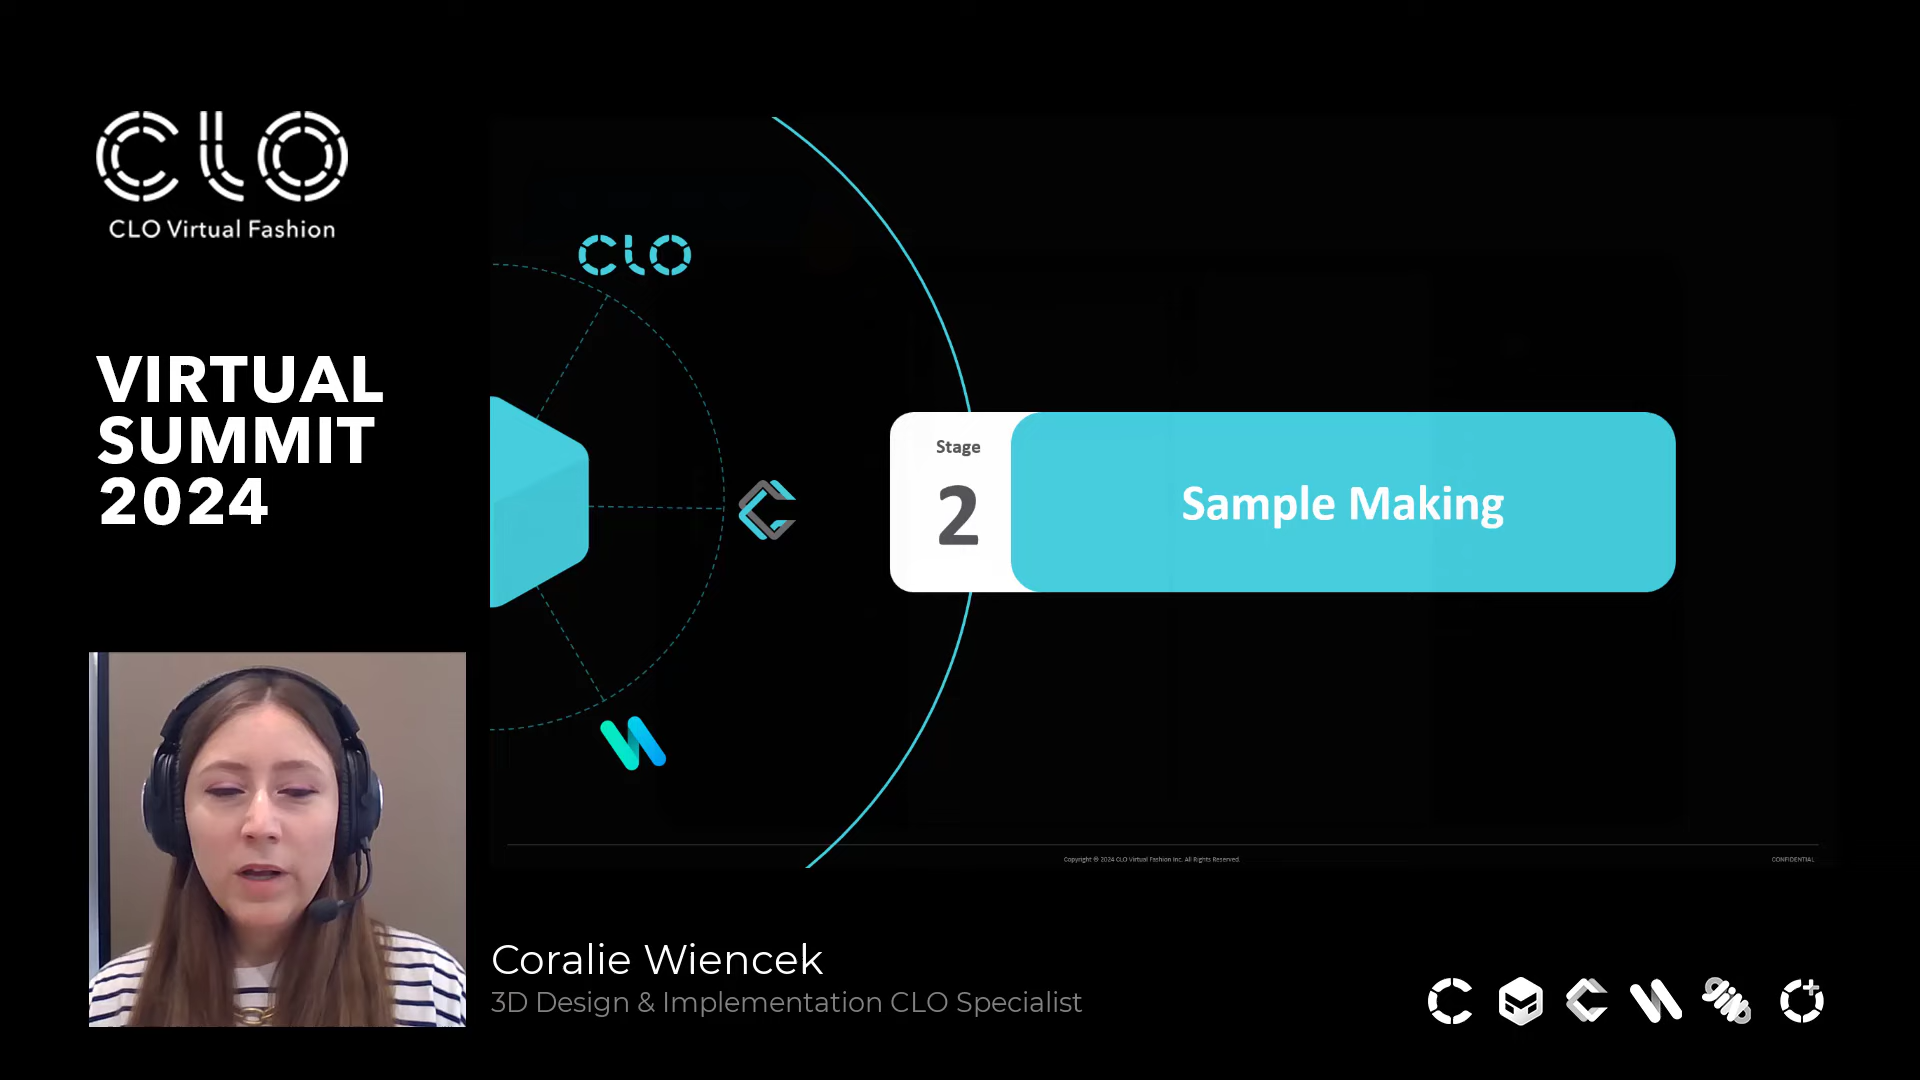 CLO
CLO Virtual Fashion
VIRTUAL
SUMMIT
2024
CLO
Stage
2
Sample Making
Copyright © 2024 CLO Virtual Fashion Inc. All Rights Reserved.
CONFIDENTIAL
Coralie Wiencek
3D Design & Implementation CLO Specialist